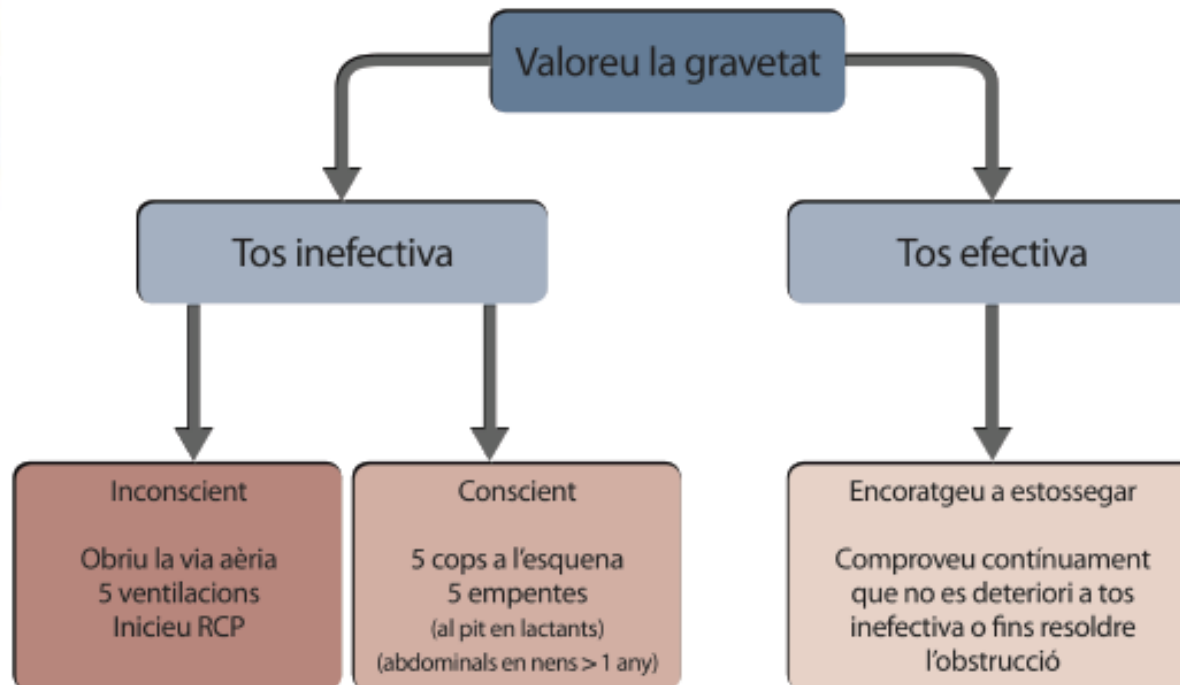 Valoreu la gravetat
Tos inefectiva
Tos efectiva
Inconscient
Obriu la via aèria
5 ventilacions
Inicieu RCP
Conscient
5 cops a l'esquena
5 empentes
(al pit en lactants)
(abdominals en nens > 1 any)
Encoratgeu a estossegar
Comproveu contínuament
que no es deteriori a tos
inefectiva o fins resoldre
l'obstrucció